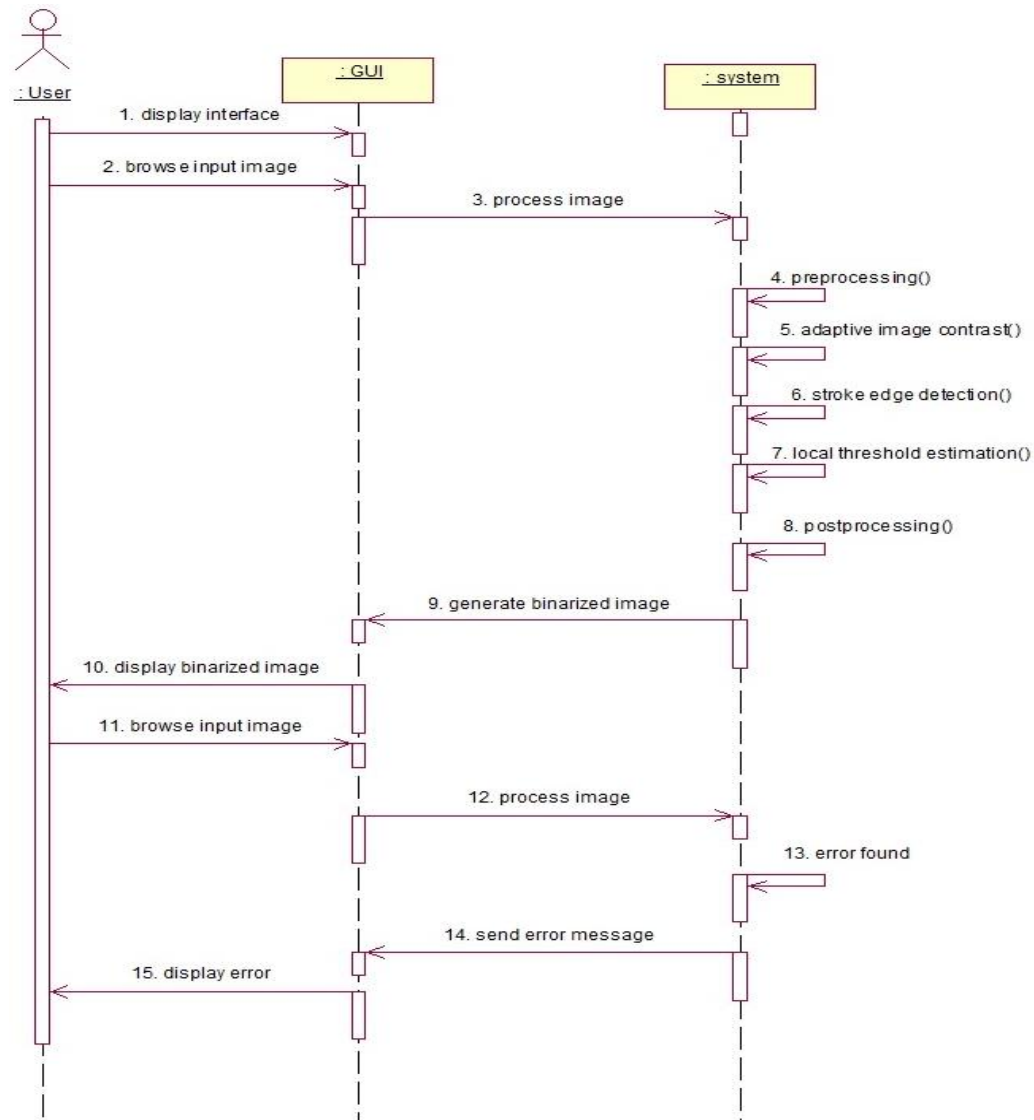 : User
: GUI
: system
1. display interface
2. browse input image
3. process image
4. preprocessing()
5. adaptive image contrast()
6. stroke edge detection()
7. local threshold estimation()
8. postprocessing()
9. generate binarized image
10. display binarized image
11. browse input image
12. process image
13. error found
14. send error message
15. display error